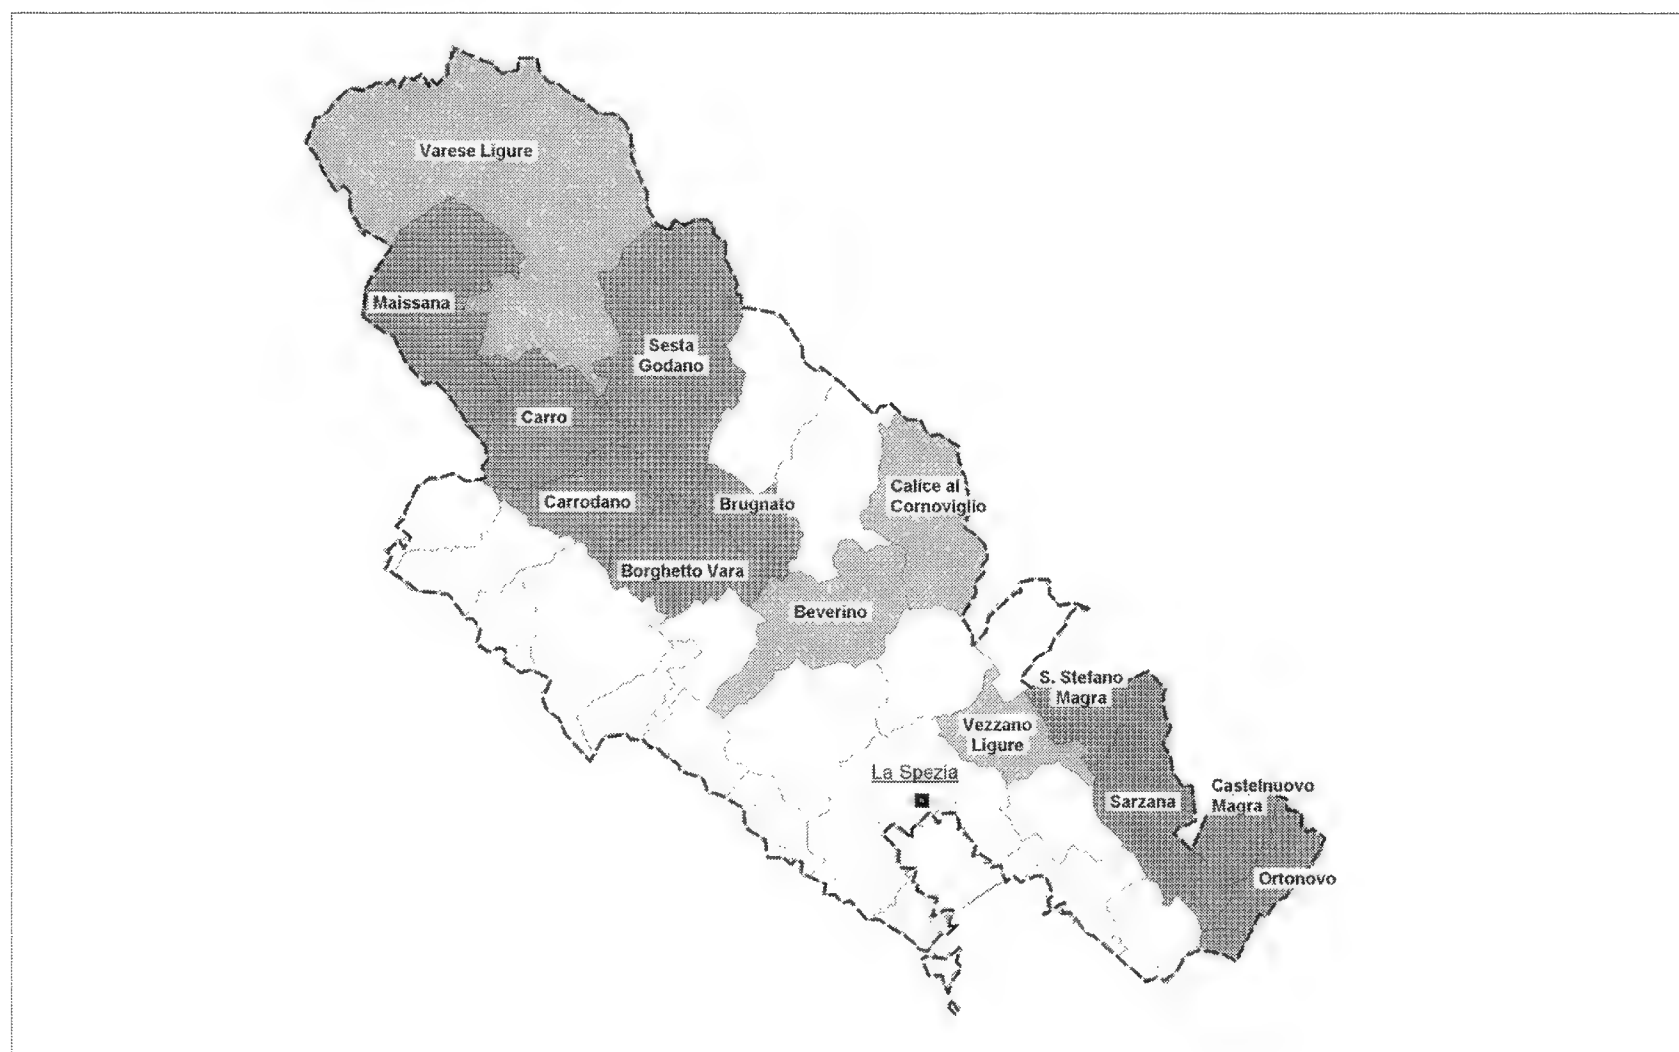 Varese Ligure
Maissana
Sesta
Godano
Carro
Calice al
Cornoviglio
Carrodano
Brugnato
Borghetto Vara
Beverino
S. Stefano
Magra
Vezzano
Ligure
La Spezia
Castelnuovo
Magra
Sarzana
Ortonovo